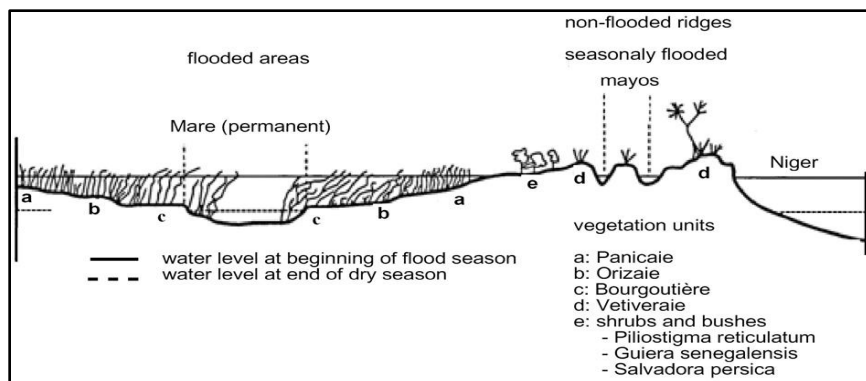 non-flooded ridges
flooded areas
seasonaly flooded
mayos
Mare (permanent)
Niger
a
b
c
c
b
a
e
d
d
vegetation units
water level at beginning of flood season
water level at end of dry season
a: Panicaie
b: Orizaie
c: Bourgoutière
d: Vetiveraie
e: shrubs and bushes
- Piliostigma reticulatum
- Guiera senegalensis
- Salvadora persica